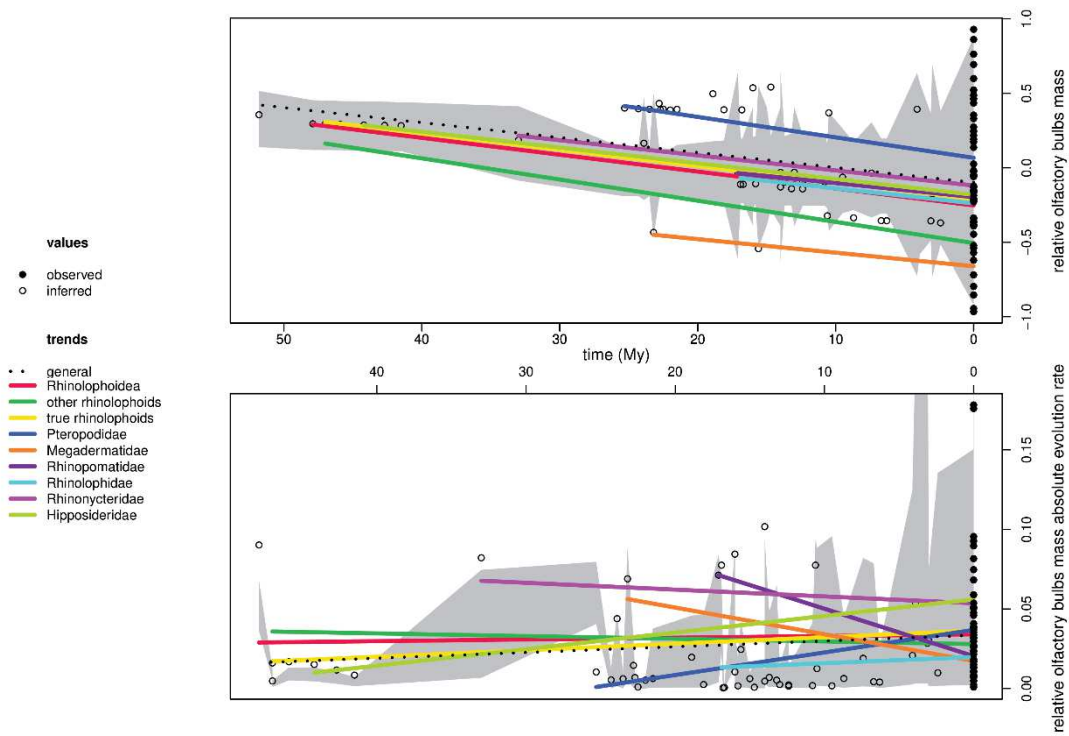 values
observed
inferred
trends
general
Rhinolophoidea
other rhinolophoids
true rhinolophoids
Pteropodidae
Megadermatidae
Rhinopomatidae
Rhinolophidae
Rhinonycteridae
Hipposideridae
1.0
0.5
0.0
−0.5
−1.0
relative olfactory bulbs mass
50 40 30 20 10 0
time (My)
40 30 20 10 0
0.15
0.10
0.05
0.00
relative olfactory bulbs mass absolute evolution rate